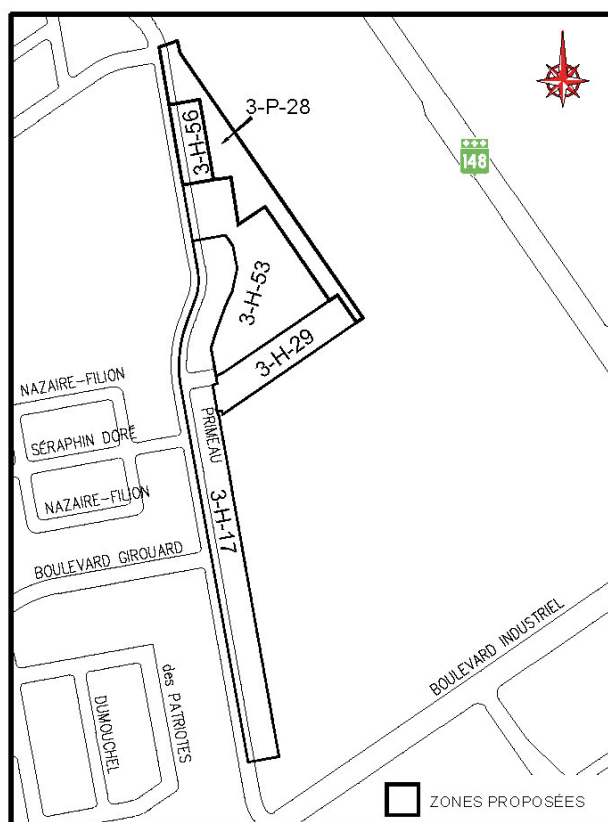 3-P-28
3-H-56
148
3-H-53
3-H-29
NAZAIRE-FILION
SÉRAPHIN DORÉ
NAZAIRE-FILION
PRIMEAU
3-H-17
BOULEVARD GIROUARD
BOULEVARD INDUSTRIEL
des PATRIOTES
DUMOUCHEL
ZONES PROPOSÉES